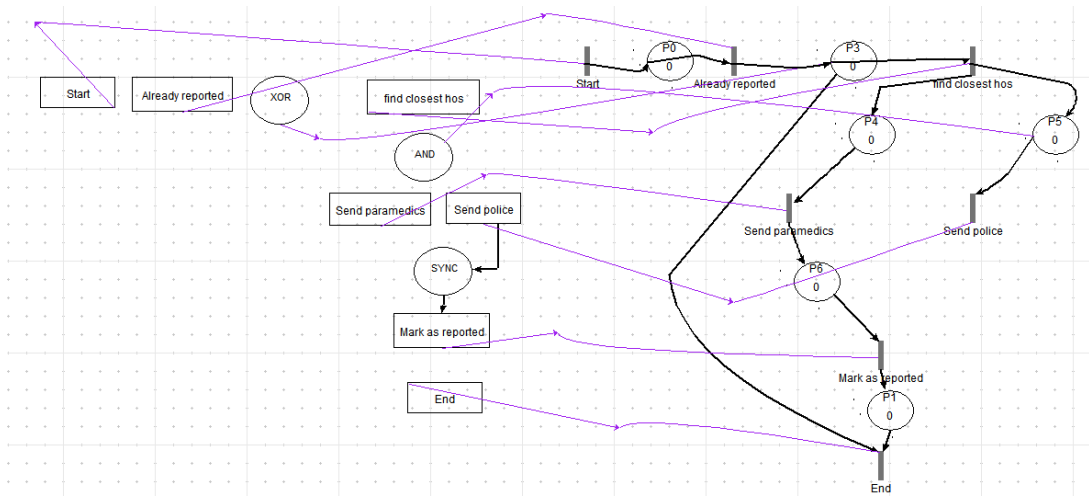 P0
0
P3
0
Start
Already reported
find closest hos
Start
Already reported
XOR
find closest hos
P4
0
P5
0
AND
Send paramedics
Send police
Send paramedics
Send police
SYNC
P6
0
Mark as reported
Mark as reported
End
P1
0
End